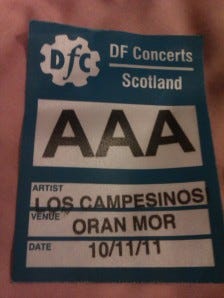 DfC
DF Concerts
Scotland
AAA
ARTIST
LOS CAMPESINOS
VENUE
ORAN MOR
DATE
10/11/11